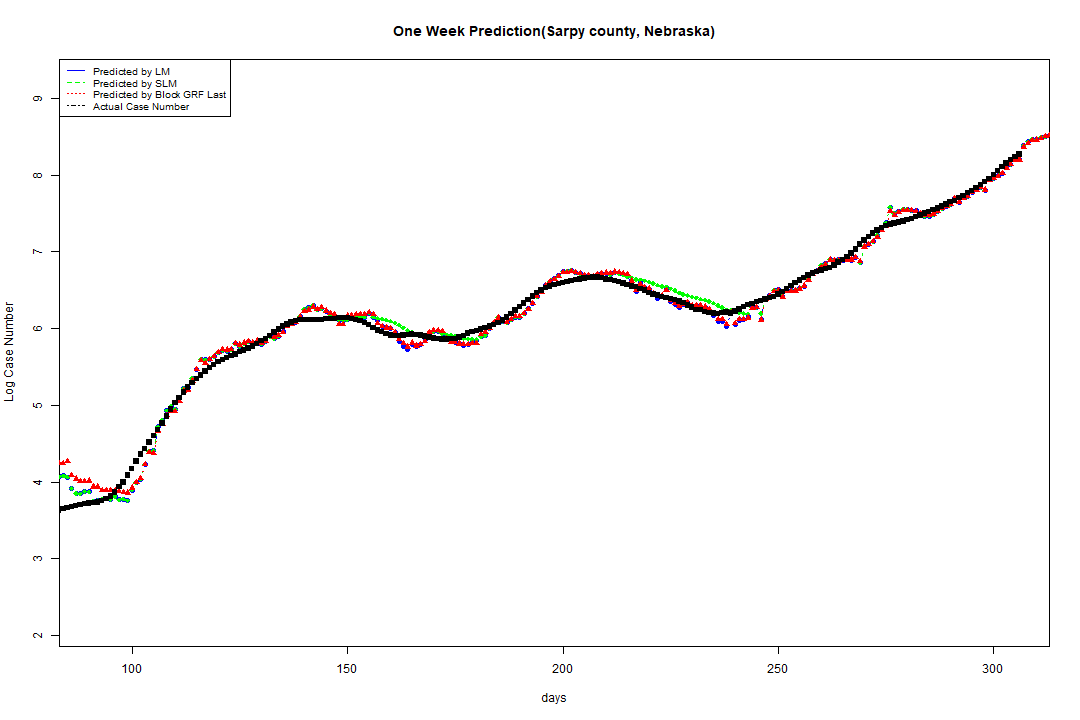 One Week Prediction(Sarpy county, Nebraska)
Predicted by LM
Predicted by SLM
Predicted by Block GRF Last
Actual Case Number
9
8
7
6
5
4
3
2
Log Case Number
100 150 200 250 300
days